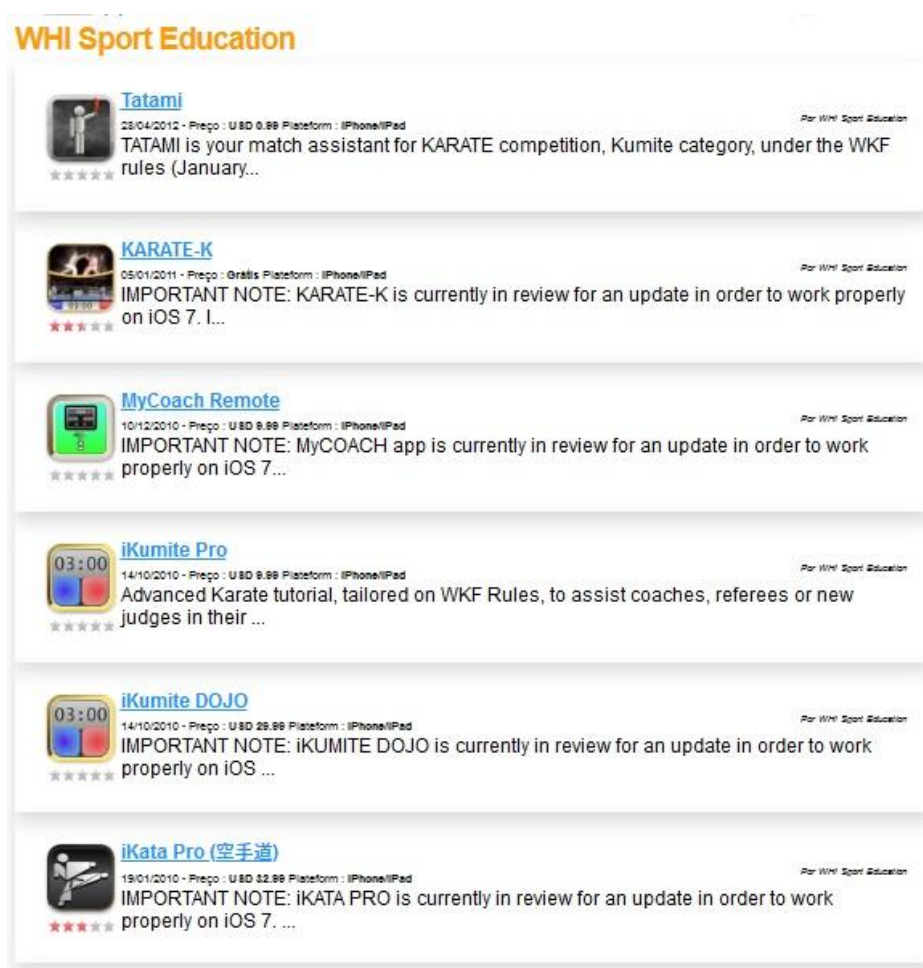 WHI Sport Education
Tatami
28/04/2012 - Preço : USD 0.99 Plateform : iPhone/iPad
Por WHI Sport Education
TATAMI is your match assistant for KARATE competition, Kumite category, under the WKF
rules (January...
KARATE-K
05/01/2011 - Preço : Grátis Plateform : iPhone/iPad
Por WHI Sport Education
IMPORTANT NOTE: KARATE-K is currently in review for an update in order to work properly
on iOS 7. I...
03:00
MyCoach Remote
10/12/2010 - Preço : USD 9.99 Plateform : iPhone/iPad
Por WHI Sport Education
IMPORTANT NOTE: MyCOACH app is currently in review for an update in order to work
properly on iOS 7...
03:00
iKumite Pro
14/10/2010 - Preço : USD 9.99 Plateform : iPhone/iPad
Por WHI Sport Education
Advanced Karate tutorial, tailored on WKF Rules, to assist coaches, referees or new
judges in their ...
03:00
iKumite DOJO
14/10/2010 - Preço : USD 29.99 Plateform : iPhone/iPad
Por WHI Sport Education
IMPORTANT NOTE: iKUMITE DOJO is currently in review for an update in order to work
properly on iOS ...
iKata Pro (空手道)
19/01/2010 - Preço : USD 32.99 Plateform : iPhone/iPad
Por WHI Sport Education
IMPORTANT NOTE: iKATA PRO is currently in review for an update in order to work
properly on iOS 7. ...